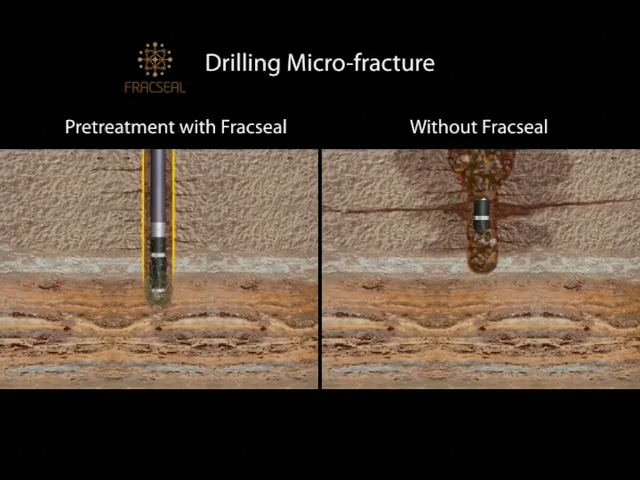 Drilling Micro-fracture
FRACSEAL
Pretreatment with Fracseal
Without Fracseal